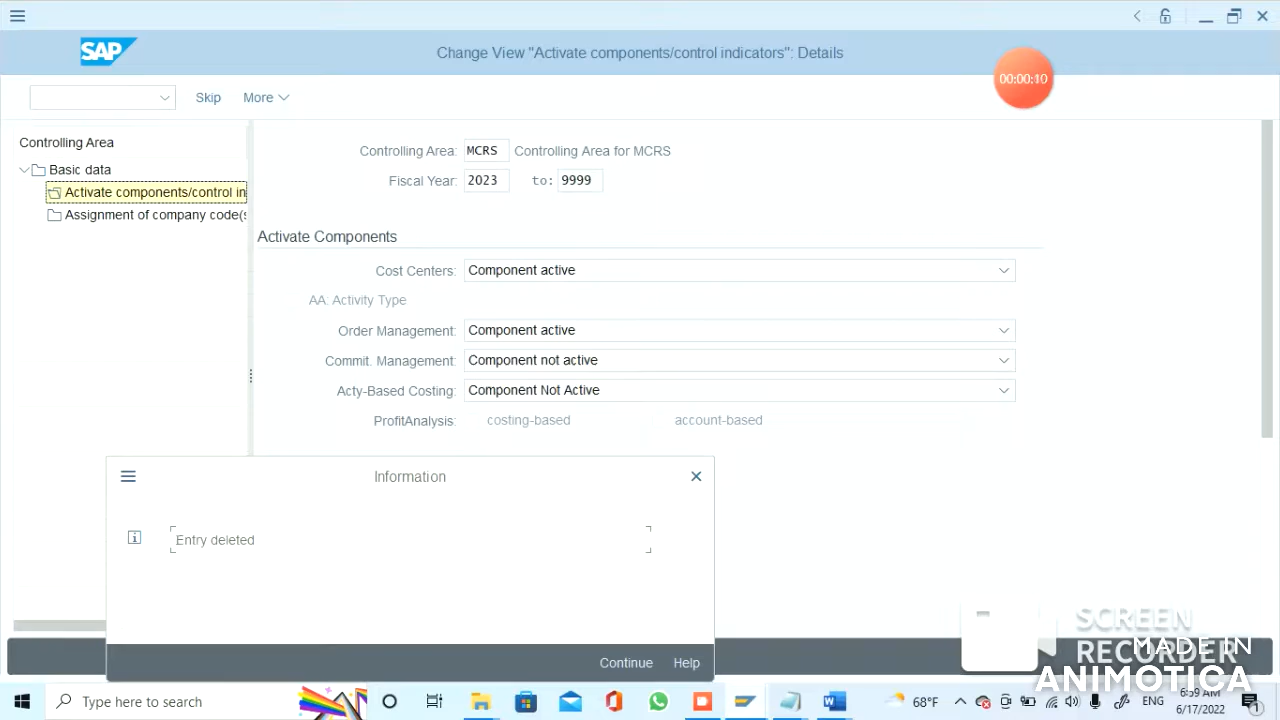 SAP
Change View "Activate components/control indicators": Details
00:00:10
Skip
More
Controlling Area
Basic data
Activate components/control in
Assignment of company code(s
Controlling Area: MCRS Controlling Area for MCRS
Fiscal Year: 2023 to: 9999
Activate Components
Cost Centers: Component active
AA: Activity Type
Order Management: Component active
Commit. Management: Component not active
Acty-Based Costing: Component Not Active
ProfitAnalysis: costing-based account-based
Information
Entry deleted
Continue Help
SCREEN
RECORDER
MADE IN
ANIMOTICA
Type here to search
68°F
ENG
6:59 AM
6/17/2022
1